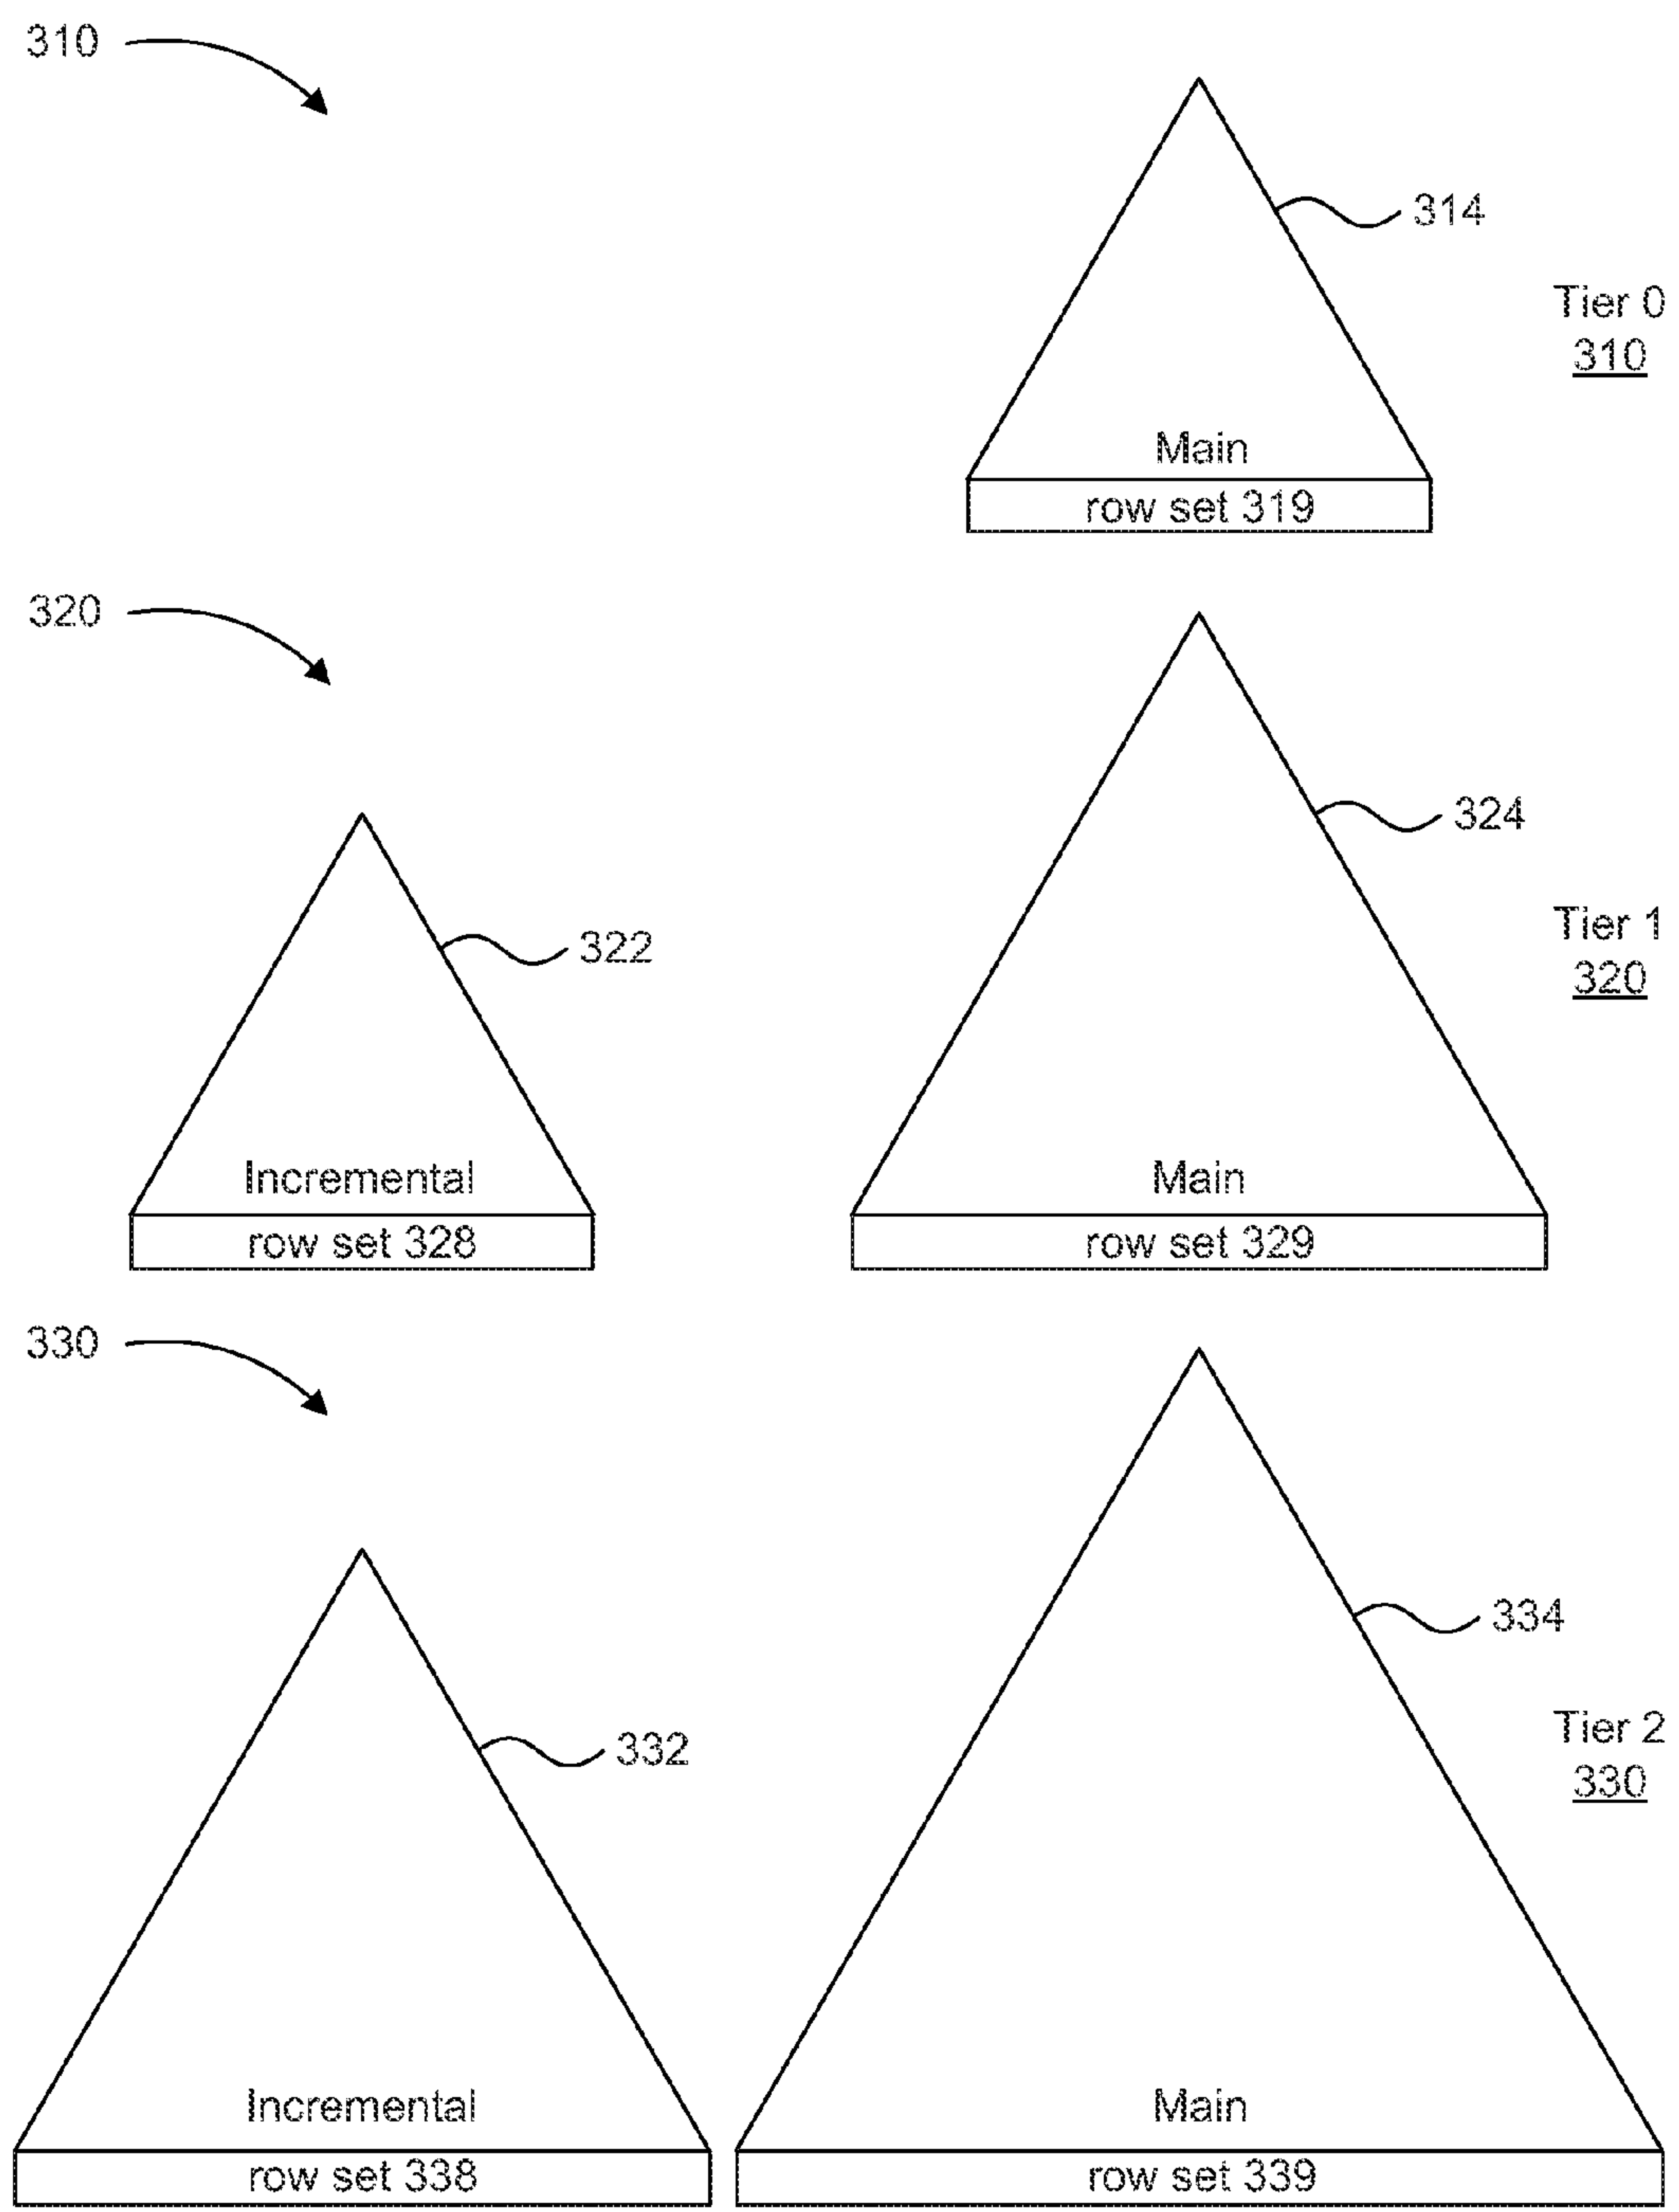 310
314
Tier 0
310
Main
row set 319
320
324
322
Tier 1
320
Incremental
Main
row set 328
row set 329
330
334
332
Tier 2
330
Incremental
Main
row set 338
row set 339